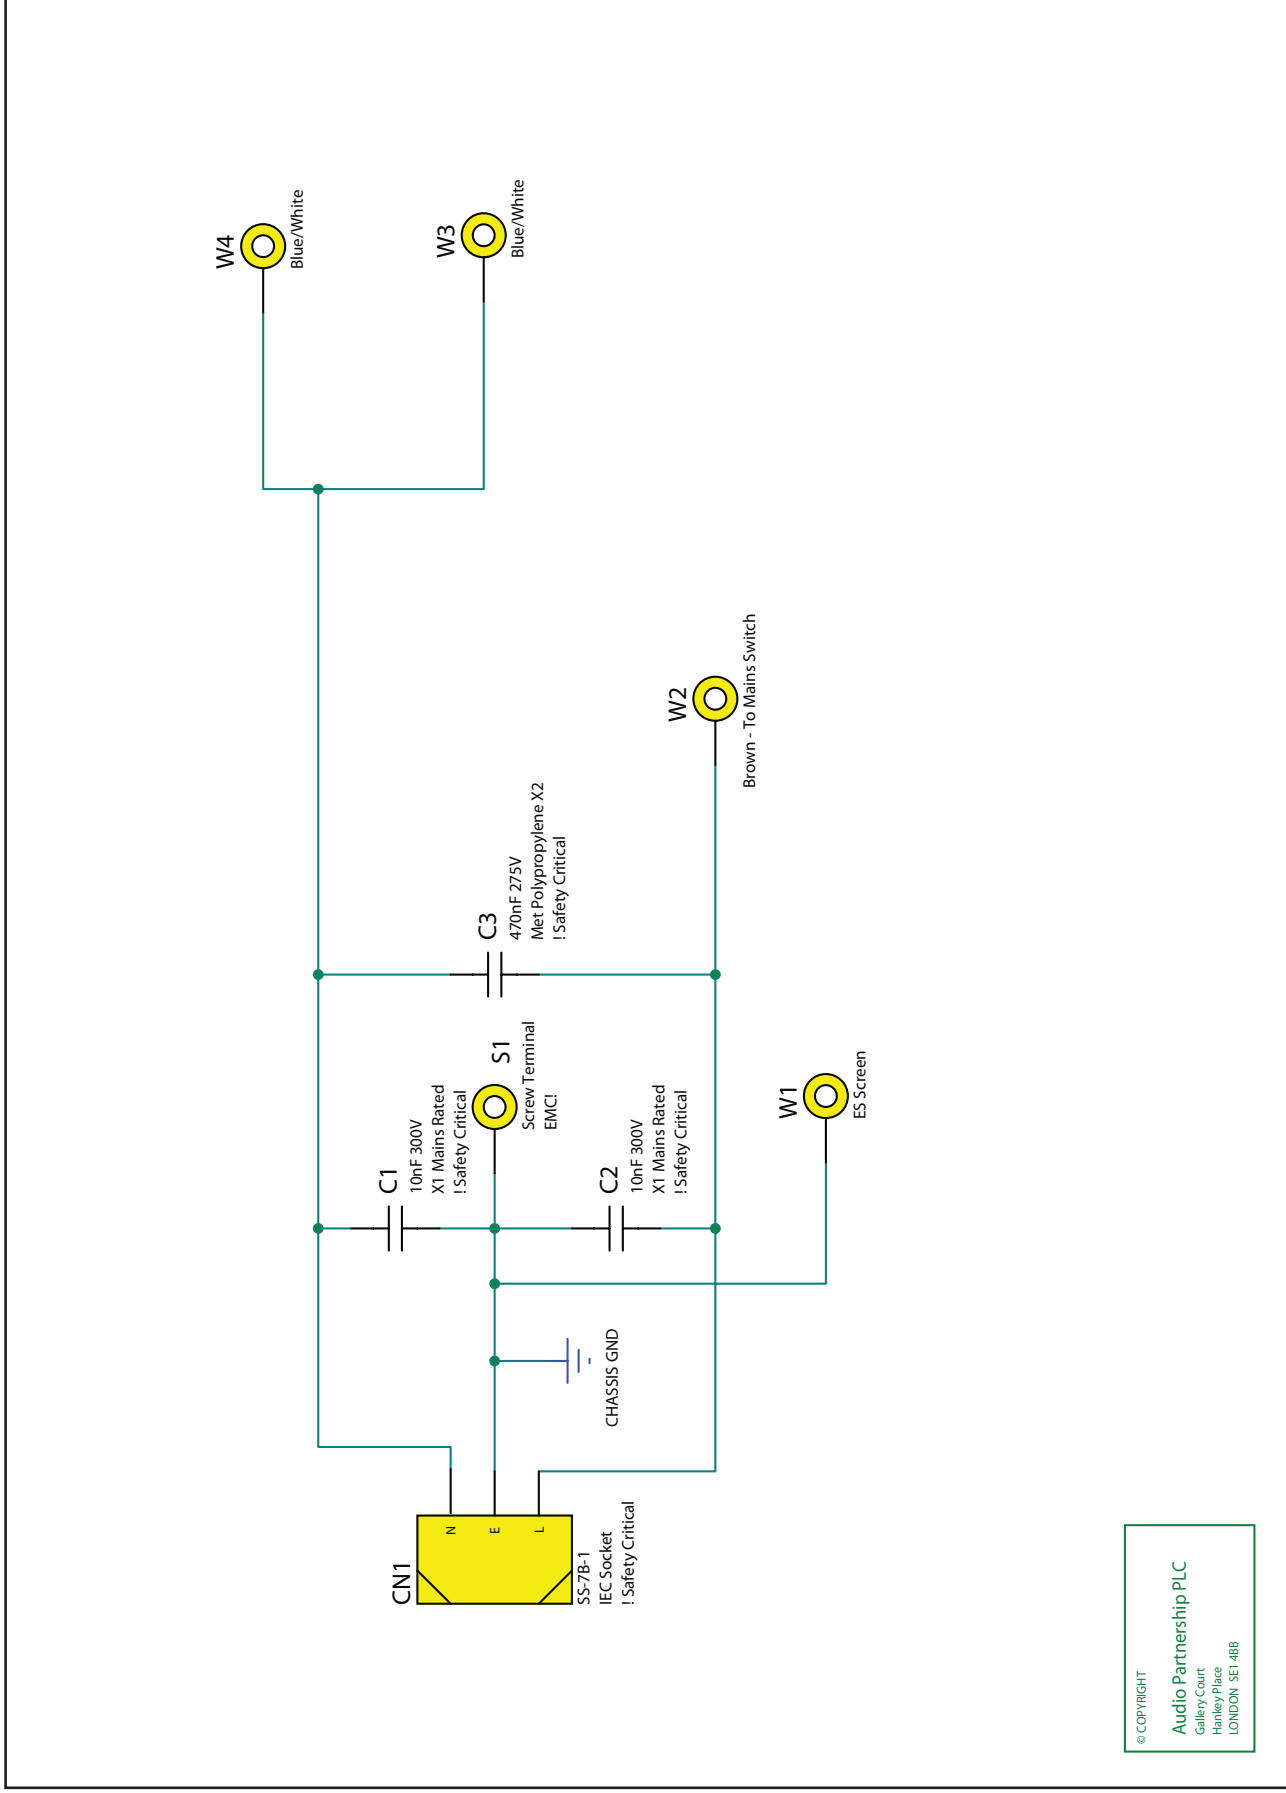 W4
Blue/White
W3
Blue/White
W2
Brown - To Mains Switch
C3
470nF 275V
Met Polypropylene X2
! Safety Critical
S1
Screw Terminal
EMC!
C1
10nF 300V
X1 Mains Rated
! Safety Critical
C2
10nF 300V
X1 Mains Rated
! Safety Critical
W1
ES Screen
CHASSIS GND
CN1
N
E
L
SS-7B-1
IEC Socket
! Safety Critical
© COPYRIGHT
Audio Partnership PLC
Gallery Court
Hankey Place
LONDON SE1 4BB